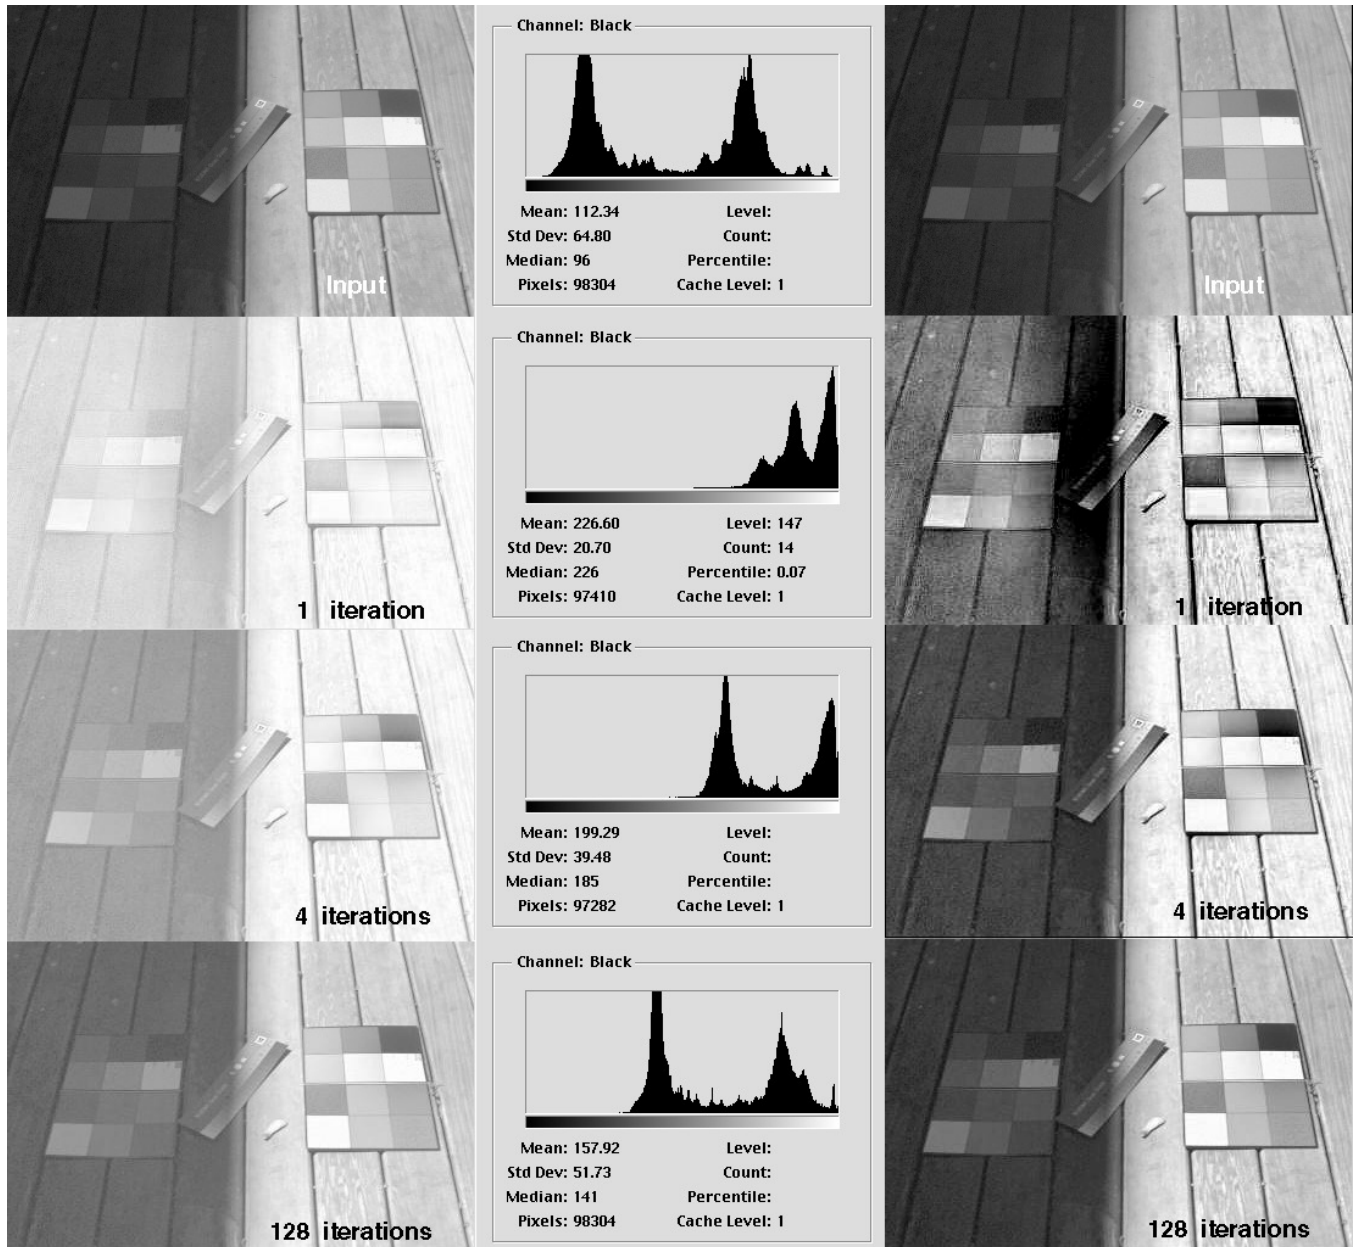 Channel: Black
Mean: 112.34 Level:
Std Dev: 64.80 Count:
Median: 96 Percentile:
Pixels: 98304 Cache Level: 1
Input
Input
Channel: Black
Mean: 226.60 Level: 147
Std Dev: 20.70 Count: 14
Median: 226 Percentile: 0.07
Pixels: 97410 Cache Level: 1
1 iteration
1 iteration
Channel: Black
Mean: 199.29 Level:
Std Dev: 39.48 Count:
Median: 185 Percentile:
Pixels: 97282 Cache Level: 1
4 iterations
4 iterations
Channel: Black
Mean: 157.92 Level:
Std Dev: 51.73 Count:
Median: 141 Percentile:
Pixels: 98304 Cache Level: 1
128 iterations
128 iterations